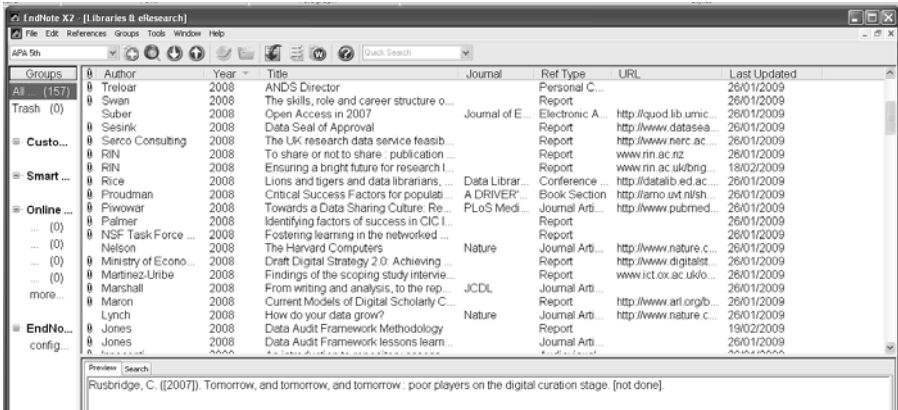 EndNote X2 - [Libraries & eResearch]
File Edit References Groups Tools Window Help
APA 5th Quick Search
Groups Author Year Title Journal Ref Type URL Last Updated
All ... (157) Treloar 2008 ANDS Director Personal C... 26/01/2009
Swan 2008 The skills, role and career structure o... Report 26/01/2009
Trash (0) Suber 2008 Open Access in 2007 Journal of E... Electronic A... http://quod.lib.umic... 26/01/2009
Sesink 2008 Data Seal of Approval Report http://www.datasea... 26/01/2009
Custo... Serco Consulting 2008 The UK research data service feasib... Report http://www.nerc.ac.... 26/01/2009
RIN 2008 To share or not to share : publication ... Report www.rin.ac.nz 26/01/2009
RIN 2008 Ensuring a bright future for research l... Report www.rin.ac.uk/brig... 18/02/2009
Smart ... Rice 2008 Lions and tigers and data librarians, ... Data Librar... Conference ... http://datalib.ed.ac... 26/01/2009
Proudman 2008 Critical Success Factors for populati... A DRIVER'... Book Section http://arno.uvt.nl/sh... 26/01/2009
Online ... Piwowar 2008 Towards a Data Sharing Culture: Re... PLoS Medi... Journal Arti... http://www.pubmed... 26/01/2009
... (0) Palmer 2008 Identifying factors of success in CIC I... Report 26/01/2009
NSF Task Force ... 2008 Fostering learning in the networked ... Report 26/01/2009
... (0) Nelson 2008 The Harvard Computers Nature Journal Arti... http://www.nature.c... 26/01/2009
Ministry of Econo... 2008 Draft Digital Strategy 2.0: Achieving ... Report http://www.digitalst... 26/01/2009
... (0) Martinez-Uribe 2008 Findings of the scoping study intervie... Report www.ict.ox.ac.uk/o... 26/01/2009
more... Marshall 2008 From writing and analysis, to the rep... JCDL Journal Arti... 26/01/2009
Maron 2008 Current Models of Digital Scholarly C... Report http://www.arl.org/b... 26/01/2009
Lynch 2008 How do your data grow? Nature Journal Arti... http://www.nature.c... 26/01/2009
EndNo... Jones 2008 Data Audit Framework Methodology Report 19/02/2009
config... Jones 2008 Data Audit Framework lessons learn... Journal Arti... 26/01/2009
Preview Search
Rusbridge, C. ([2007]). Tomorrow, and tomorrow, and tomorrow : poor players on the digital curation stage. [not done].